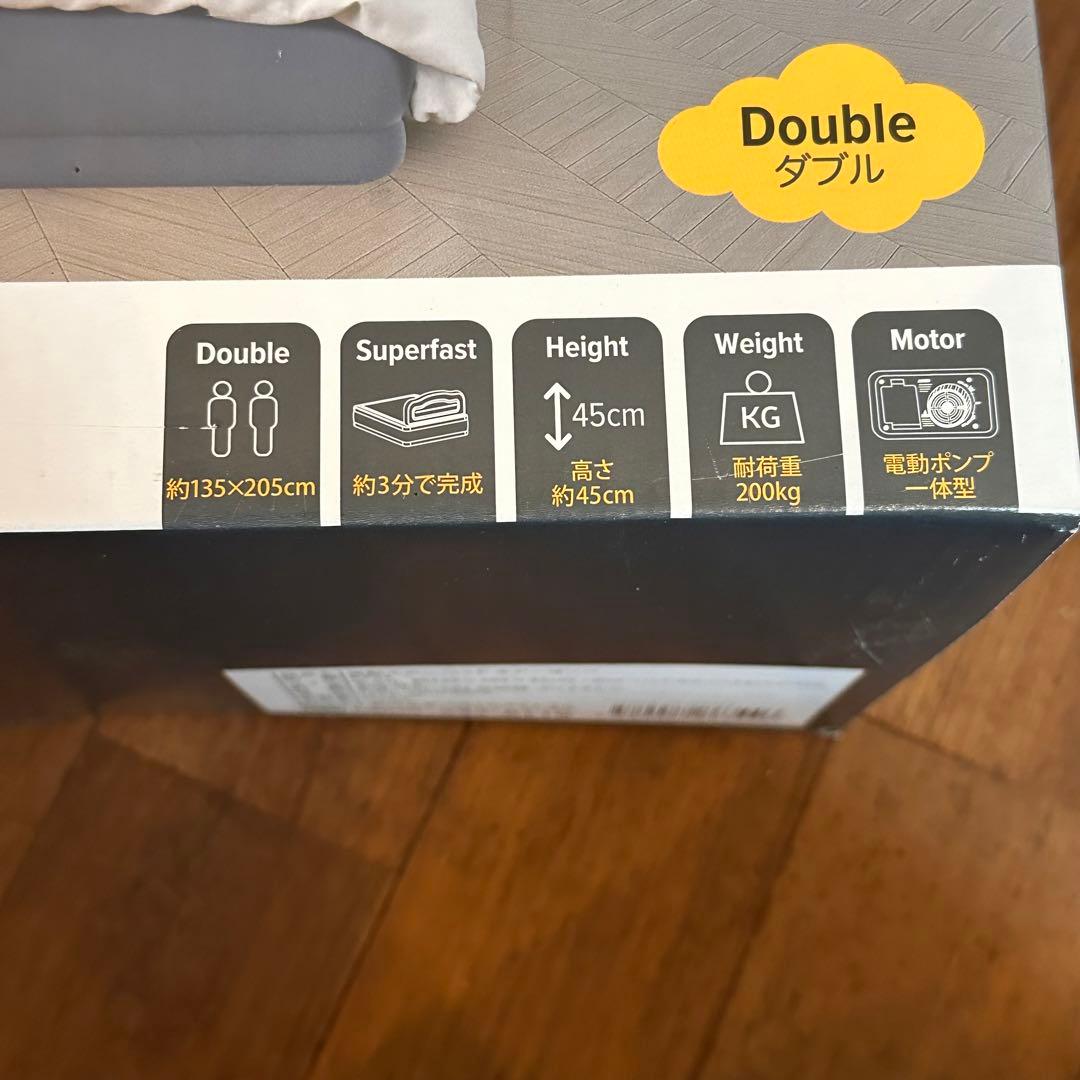 Double
ダブル
Double
約135×205cm
Superfast
約3分で完成
Height
45cm
高さ
約45cm
Weight
KG
耐荷重
200kg
Motor
電動ポンプ
一体型